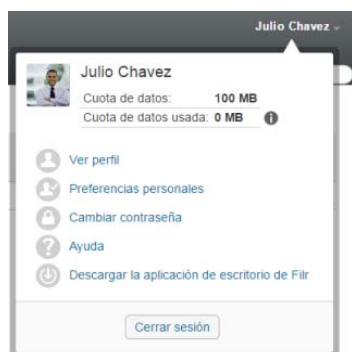 Julio Chavez
Julio Chavez
Cuota de datos: 100 MB
Cuota de datos usada: 0 MB
Ver perfil
Preferencias personales
Cambiar contraseña
Ayuda
Descargar la aplicación de escritorio de Filr
Cerrar sesión